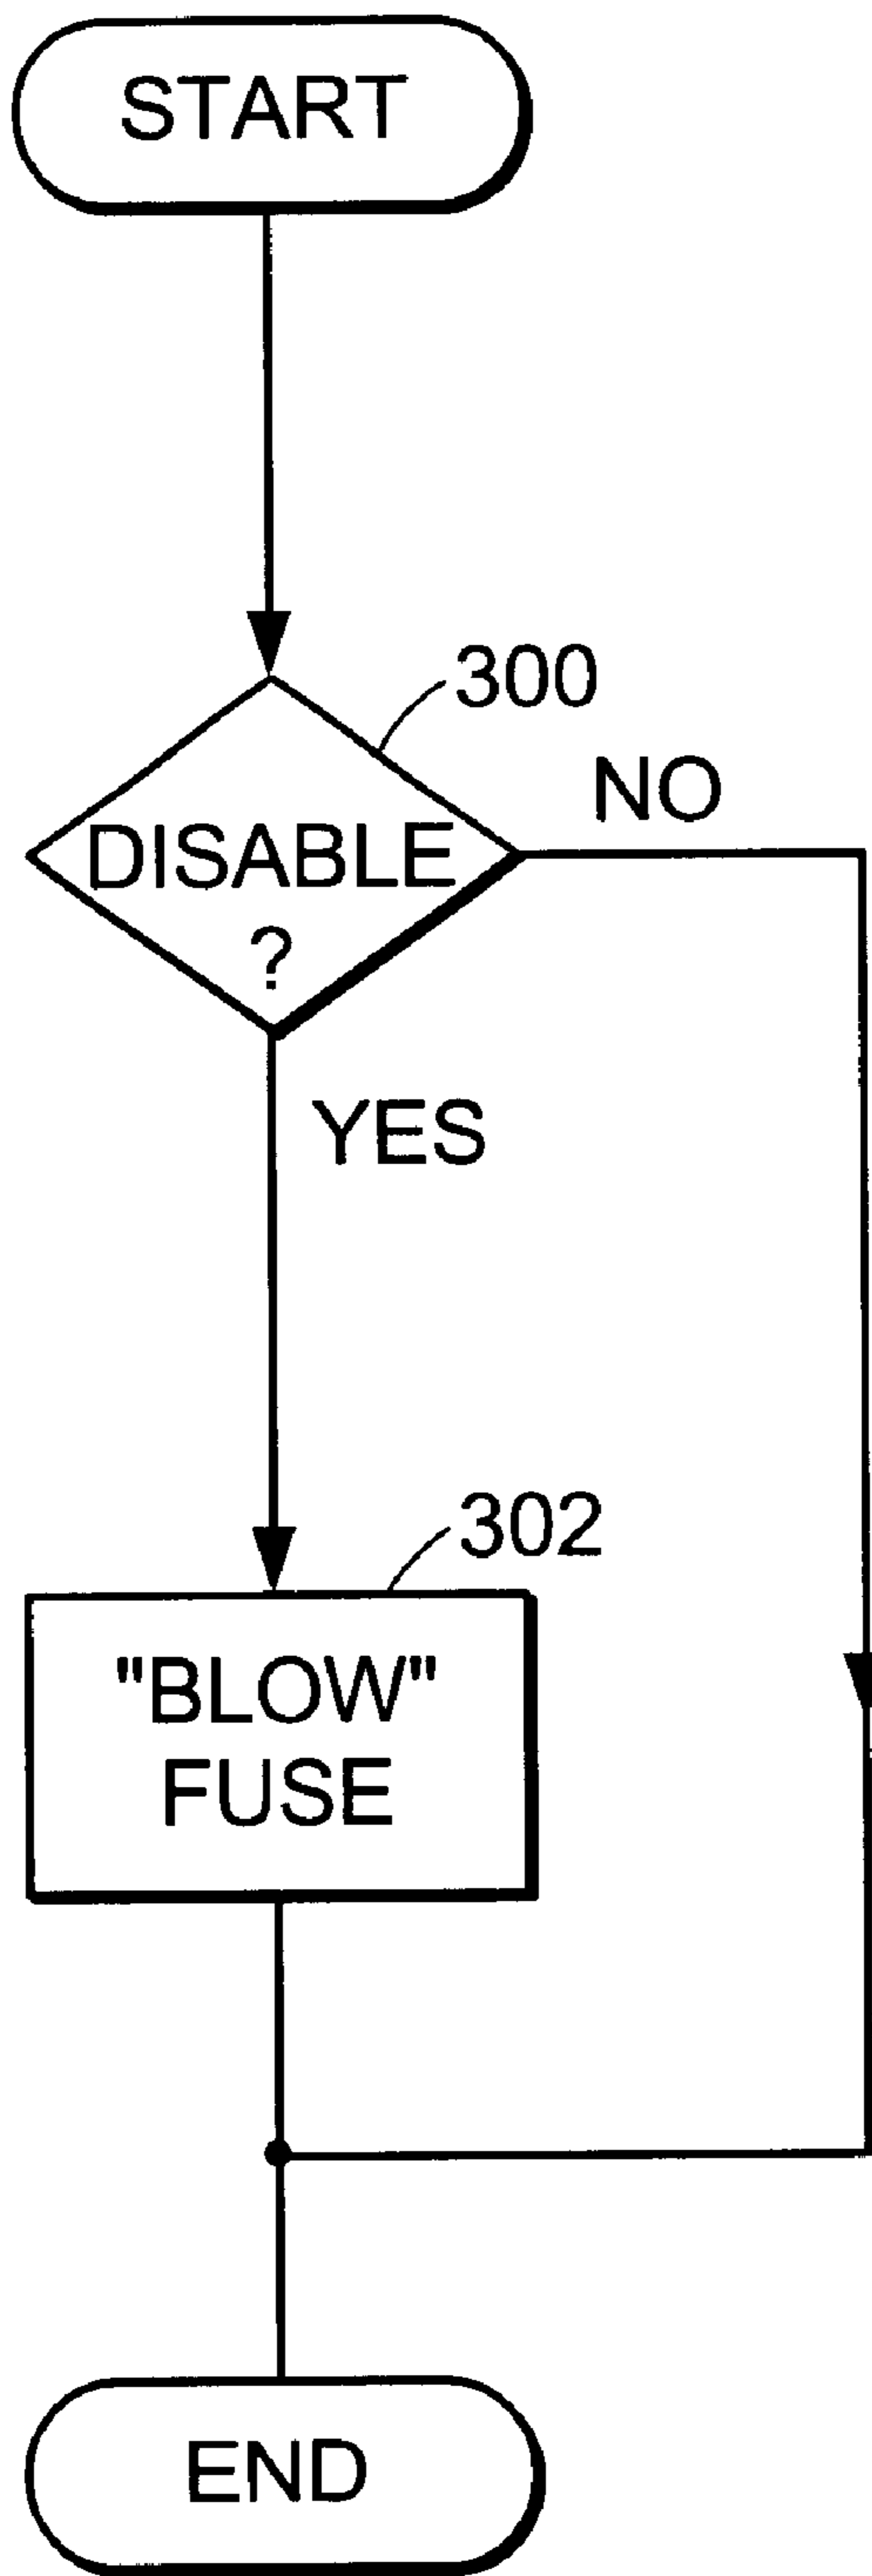 START
300
NO
DISABLE
?
YES
302
"BLOW"
FUSE
END